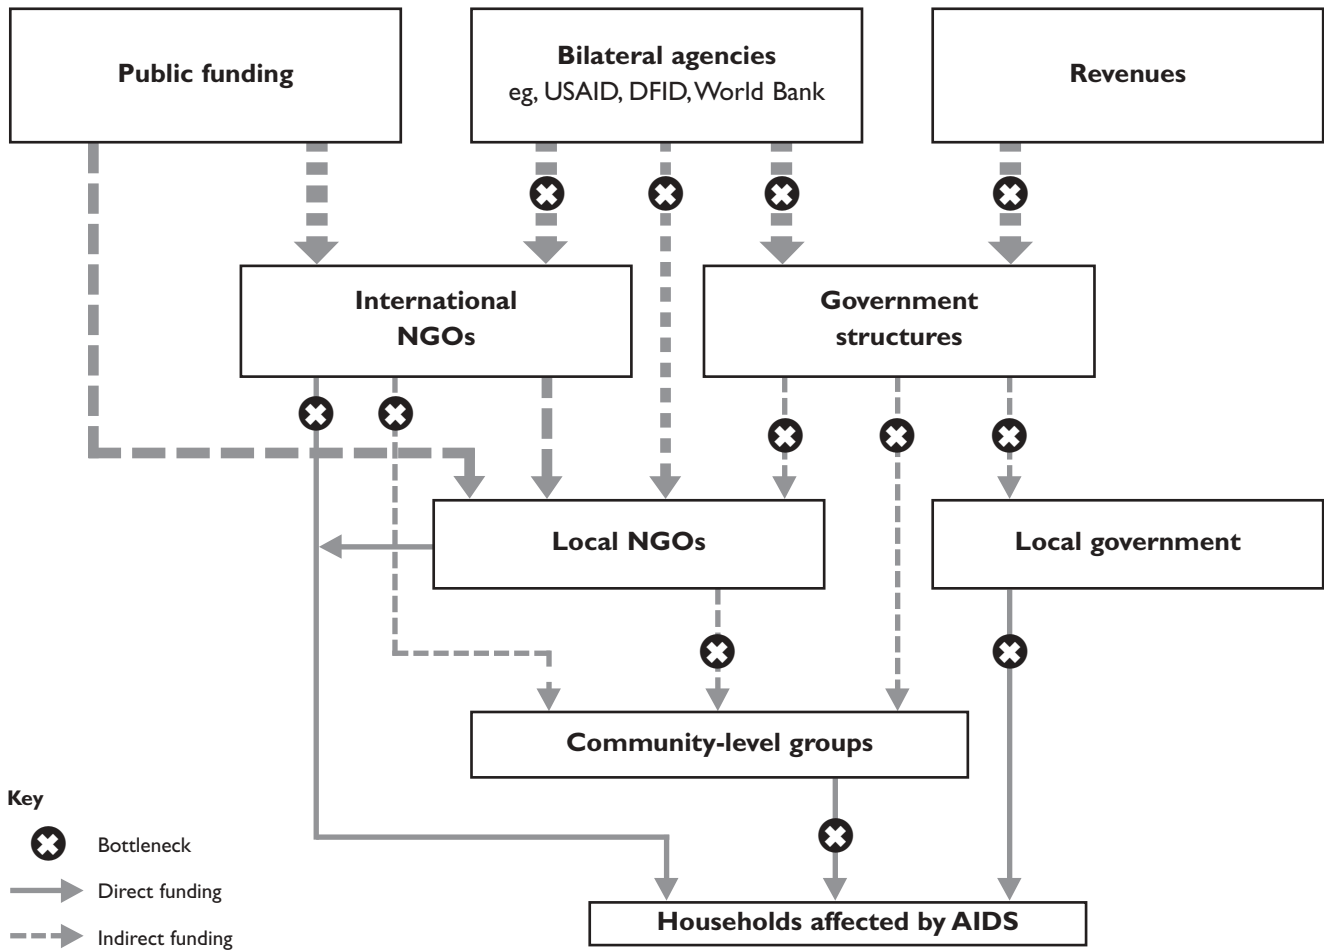 Public funding
Bilateral agencies
eg, USAID, DFID, World Bank
Revenues
International
NGOs
Government
structures
Local NGOs
Local government
Community-level groups
Households affected by AIDS
Key
Bottleneck
Direct funding
Indirect funding